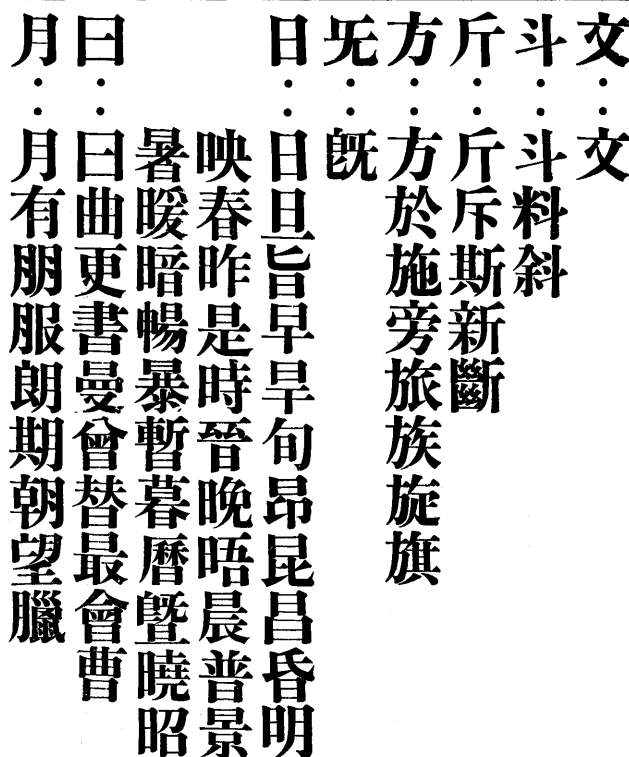 文：文
斗：斗料斜
斤：斤斥斯新斷
方：方於施旁旅族旋旗
旡：旣
日：日旦旨早旱旬昂昆昌昏明
映春昨是時晉晚晤晨普景
暑暖暗暢暴暫暮曆曁曉昭
曰：曰曲更書曼曾替最會曹
月：月有朋服朗期朝望臘